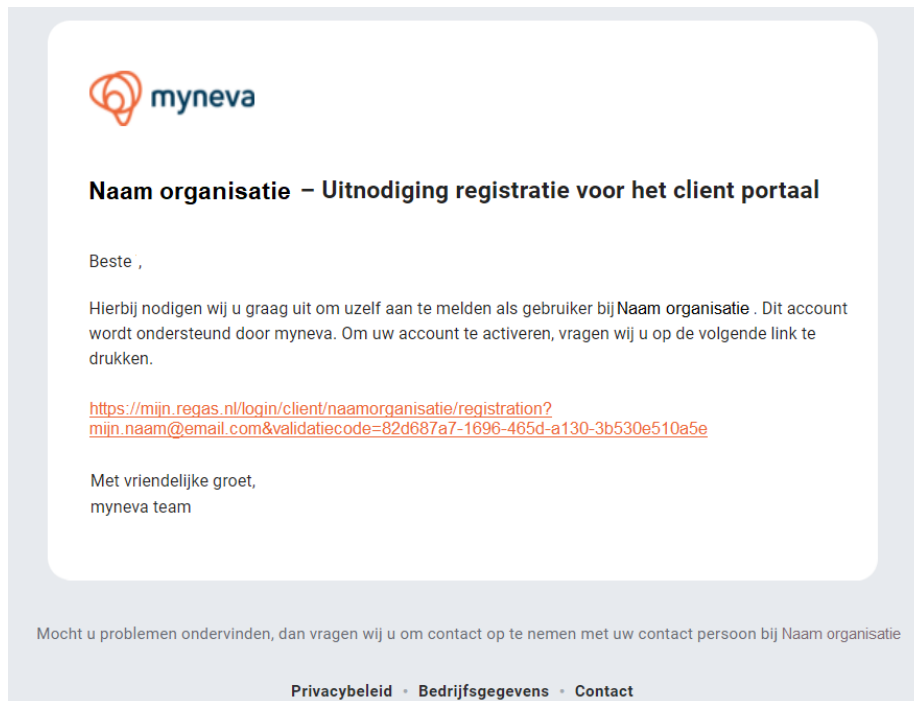 myneva
Naam organisatie – Uitnodiging registratie voor het client portaal
Beste ,
Hierbij nodigen wij u graag uit om uzelf aan te melden als gebruiker bij Naam organisatie . Dit account
wordt ondersteund door myneva. Om uw account te activeren, vragen wij u op de volgende link te
drukken.
https://mijn.regas.nl/login/client/naamorganisatie/registration?
mijn.naam@email.com&validatiecode=82d687a7-1696-465d-a130-3b530e510a5e
Met vriendelijke groet,
myneva team
Mocht u problemen ondervinden, dan vragen wij u om contact op te nemen met uw contact persoon bij Naam organisatie
Privacybeleid • Bedrijfsgegevens • Contact